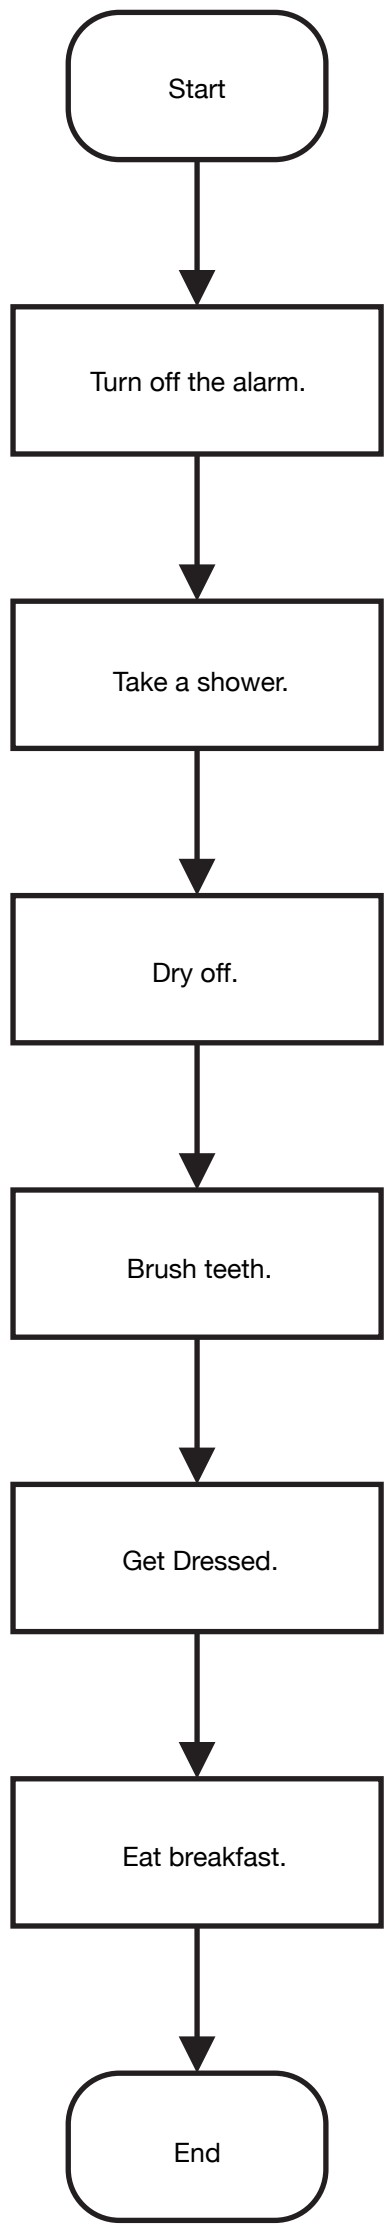 Start
Turn off the alarm.
Take a shower.
Dry off.
Brush teeth.
Get Dressed.
Eat breakfast.
End